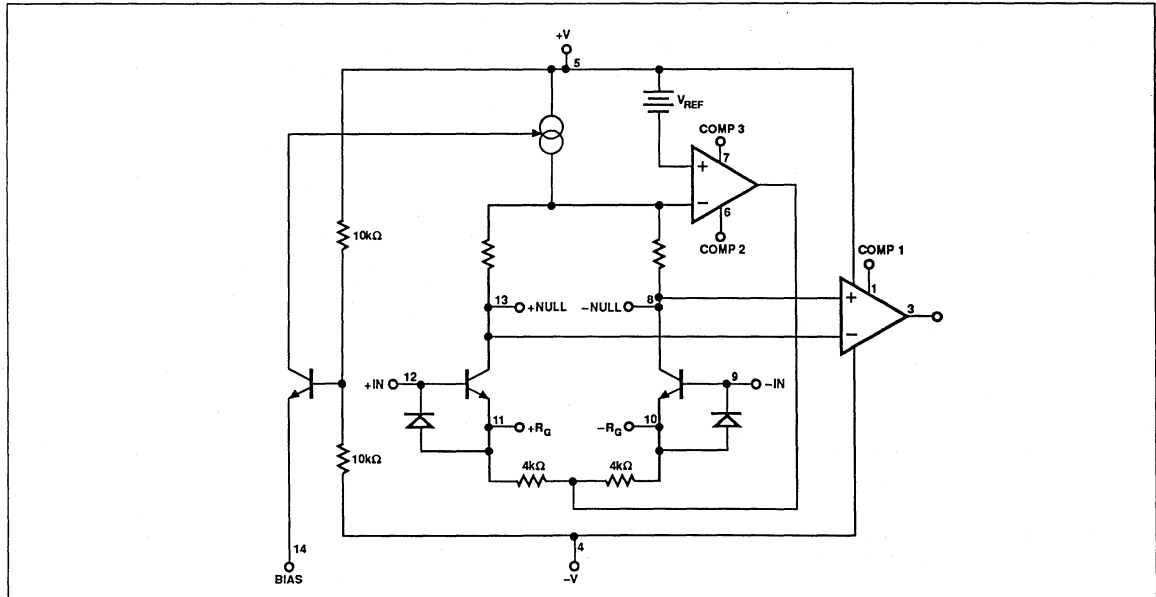 +V
5
V_REF
COMP 3
7
+
−
6
COMP 2
10kΩ
COMP 1
1
+
−
3
13
+NULL
−NULL
8
+IN
12
9
−IN
11
+R_G
−R_G
10
10kΩ
4kΩ
4kΩ
14
BIAS
4
−V